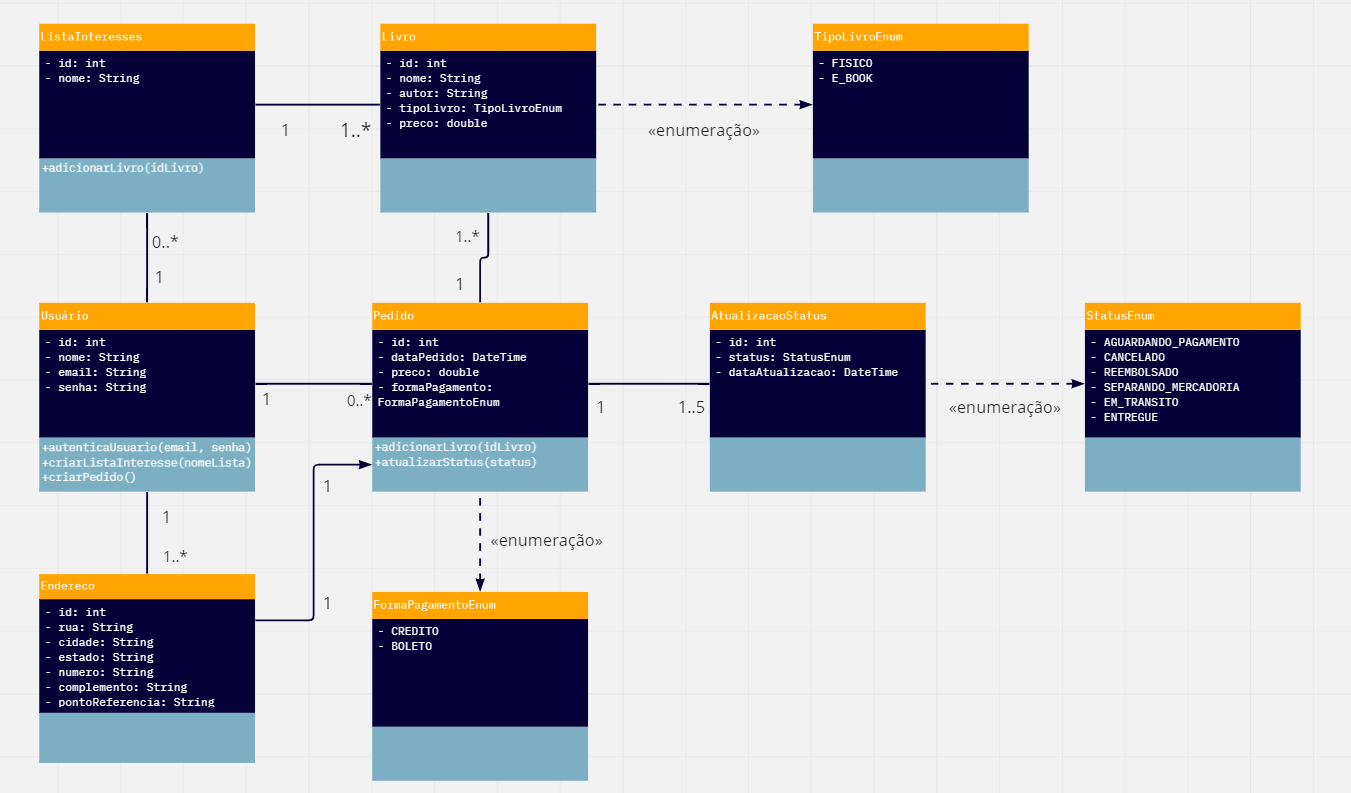 ListaInteresses
- id: int
- nome: String
+adicionarLivro(idLivro)
1
1..*
Livro
- id: int
- nome: String
- autor: String
- tipoLivro: TipoLivroEnum
- preco: double
«enumeração»
TipoLivroEnum
- FISICO
- E_BOOK
0..*
1
1..*
1
Usuário
- id: int
- nome: String
- email: String
- senha: String
+autenticaUsuario(email, senha)
+criarListaInteresse(nomeLista)
+criarPedido()
1
0..*
Pedido
- id: int
- dataPedido: DateTime
- preco: double
- formaPagamento:
FormaPagamentoEnum
+adicionarLivro(idLivro)
+atualizarStatus(status)
1
1..5
AtualizacaoStatus
- id: int
- status: StatusEnum
- dataAtualizacao: DateTime
«enumeração»
StatusEnum
- AGUARDANDO_PAGAMENTO
- CANCELADO
- REEMBOLSADO
- SEPARANDO_MERCADORIA
- EM_TRANSITO
- ENTREGUE
1
1..*
1
1
«enumeração»
Endereco
- id: int
- rua: String
- cidade: String
- estado: String
- numero: String
- complemento: String
- pontoReferencia: String
FormaPagamentoEnum
- CREDITO
- BOLETO